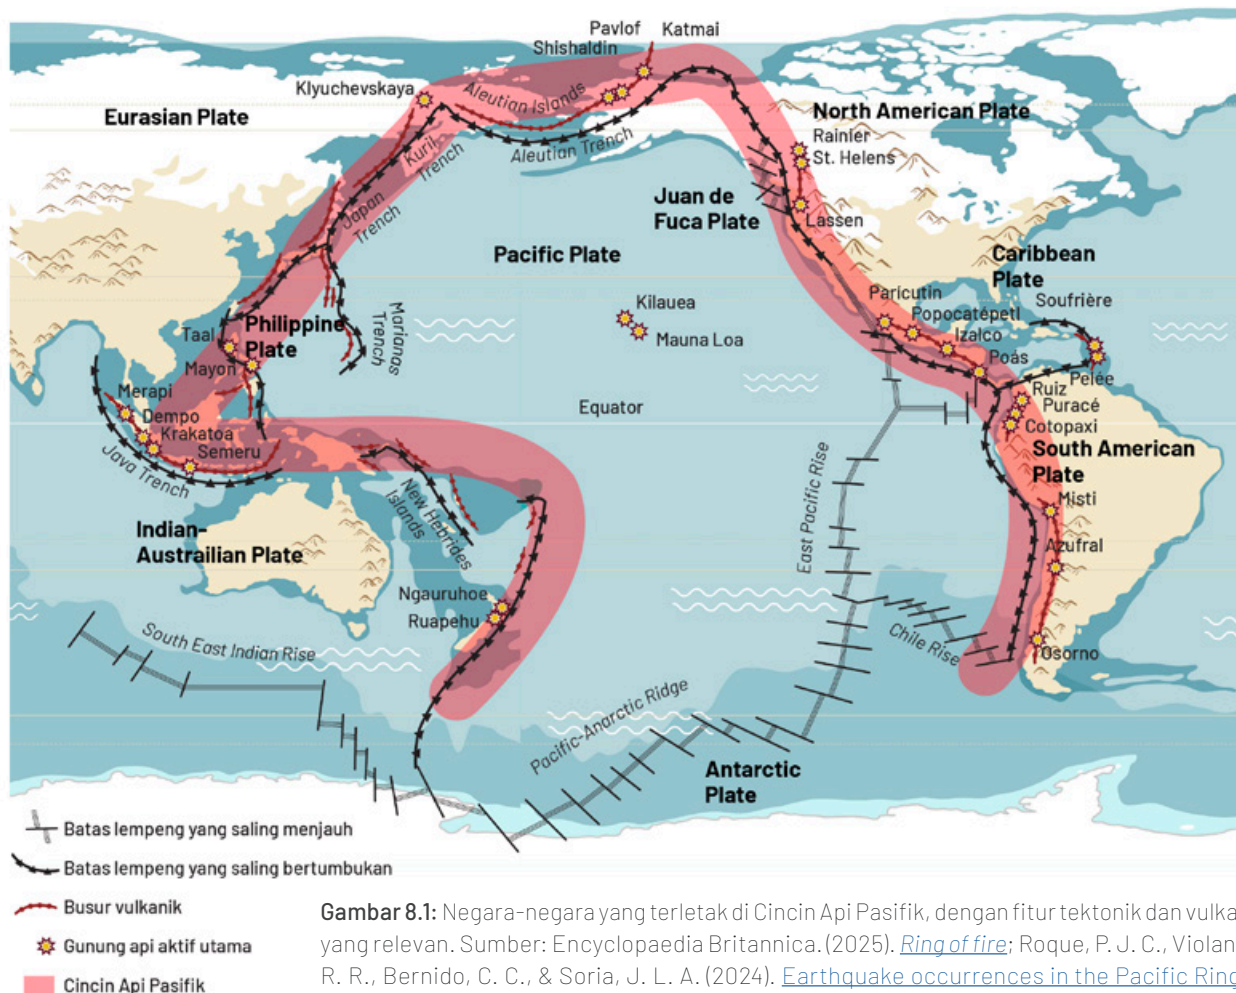 Pavlof
Katmai
Shishaldin
Klyuchevskaya
Aleutian Islands
Eurasian Plate
North American Plate
Rainier
St. Helens
Kuril
Trench
Aleutian Trench
Juan de
Fuca Plate
Lassen
Japan
Trench
Pacific Plate
Caribbean
Plate
Soufrière
Kilauea
Mauna Loa
Parícutin
Popocatépetl
Izalco
Poás
Pelée
Marianas
Trench
Taal
Philippine
Plate
Mayon
Merapi
Dempo
Krakatoa
Semeru
Java Trench
Equator
Ruiz
Puracé
Cotopaxi
South American
Plate
Misti
Azufral
Osorno
New Hebrides
Islands
East Pacific Rise
Indian-
Austrailian Plate
Ngauruhoe
Ruapehu
South East Indian Rise
Chile Rise
Pacific-Anarctic Ridge
Antarctic
Plate
Batas lempeng yang saling menjauh
Batas lempeng yang saling bertumbukan
Busur vulkanik
Gunung api aktif utama
Cincin Api Pasifik
Gambar 8.1: Negara-negara yang terletak di Cincin Api Pasifik, dengan fitur tektonik dan vulka
yang relevan. Sumber: Encyclopaedia Britannica. (2025). Ring of fire; Roque, P. J. C., Violan
R. R., Bernido, C. C., & Soria, J. L. A. (2024). Earthquake occurrences in the Pacific Ring